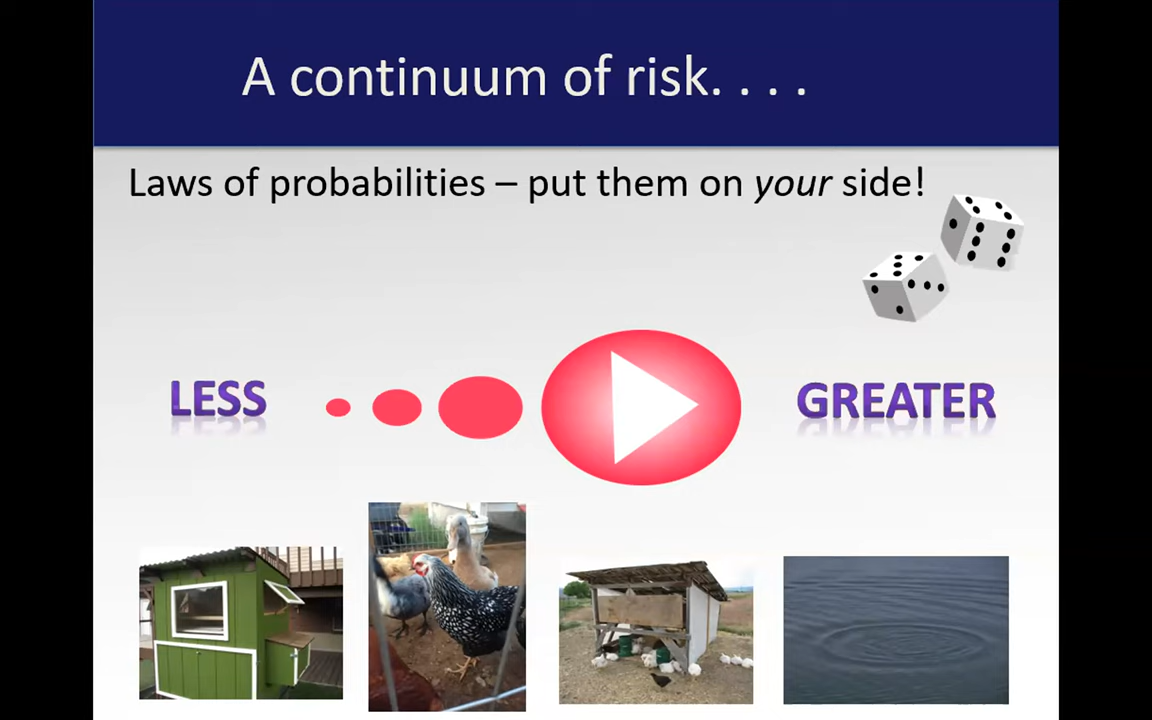 A continuum of risk. . . .
Laws of probabilities – put them on your side!
LESS
GREATER